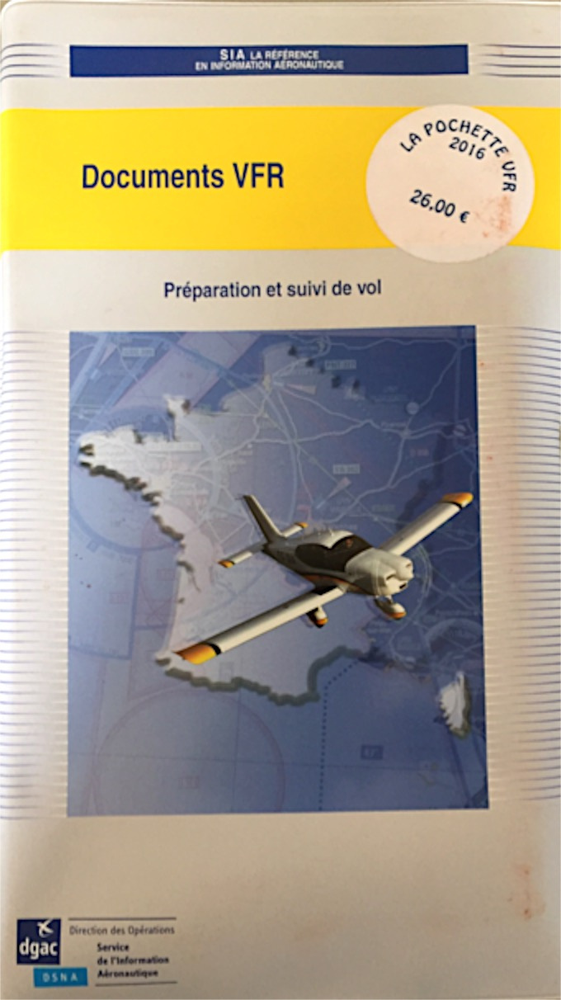 SIA LA RÉFÉRENCE
EN INFORMATION AÉRONAUTIQUE
LA POCHETTE VFR
2016
26,00 €
Documents VFR
Préparation et suivi de vol
dgac
DSNA
Direction des Opérations
Service
de l'Information
Aéronautique